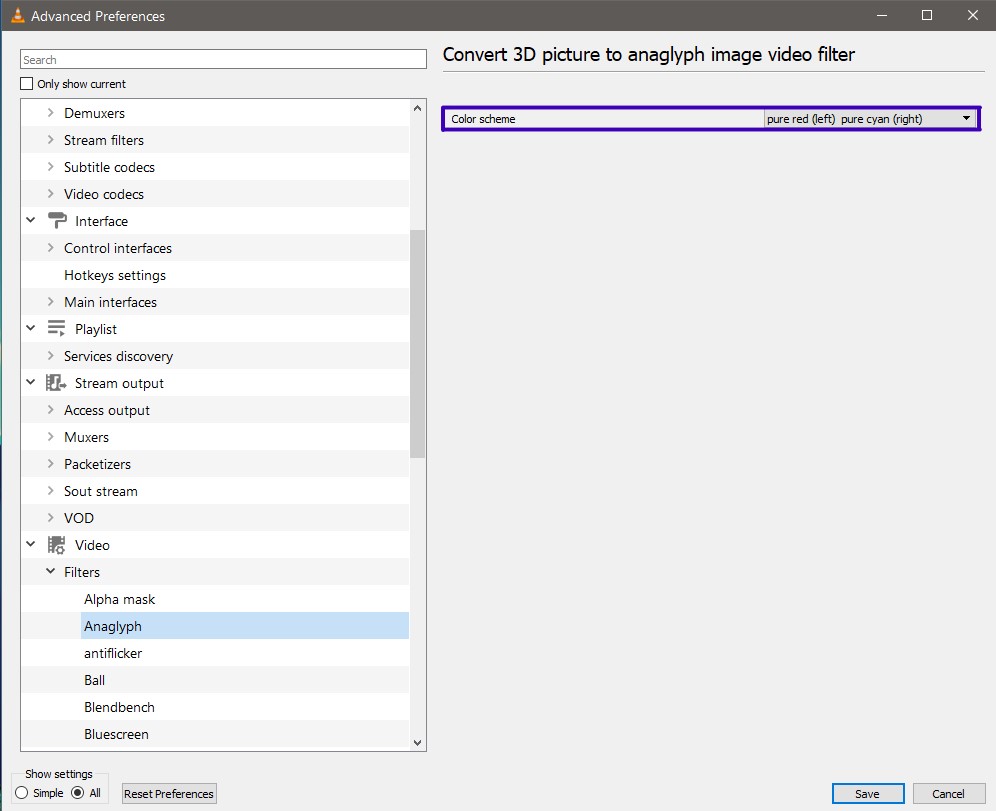 Advanced Preferences
Search
Only show current
Demuxers
Stream filters
Subtitle codecs
Video codecs
Interface
Control interfaces
Hotkeys settings
Main interfaces
Playlist
Services discovery
Stream output
Access output
Muxers
Packetizers
Sout stream
VOD
Video
Filters
Alpha mask
Anaglyph
antiflicker
Ball
Blendbench
Bluescreen
Convert 3D picture to anaglyph image video filter
Color scheme pure red (left) pure cyan (right)
Show settings
Simple All Reset Preferences Save Cancel